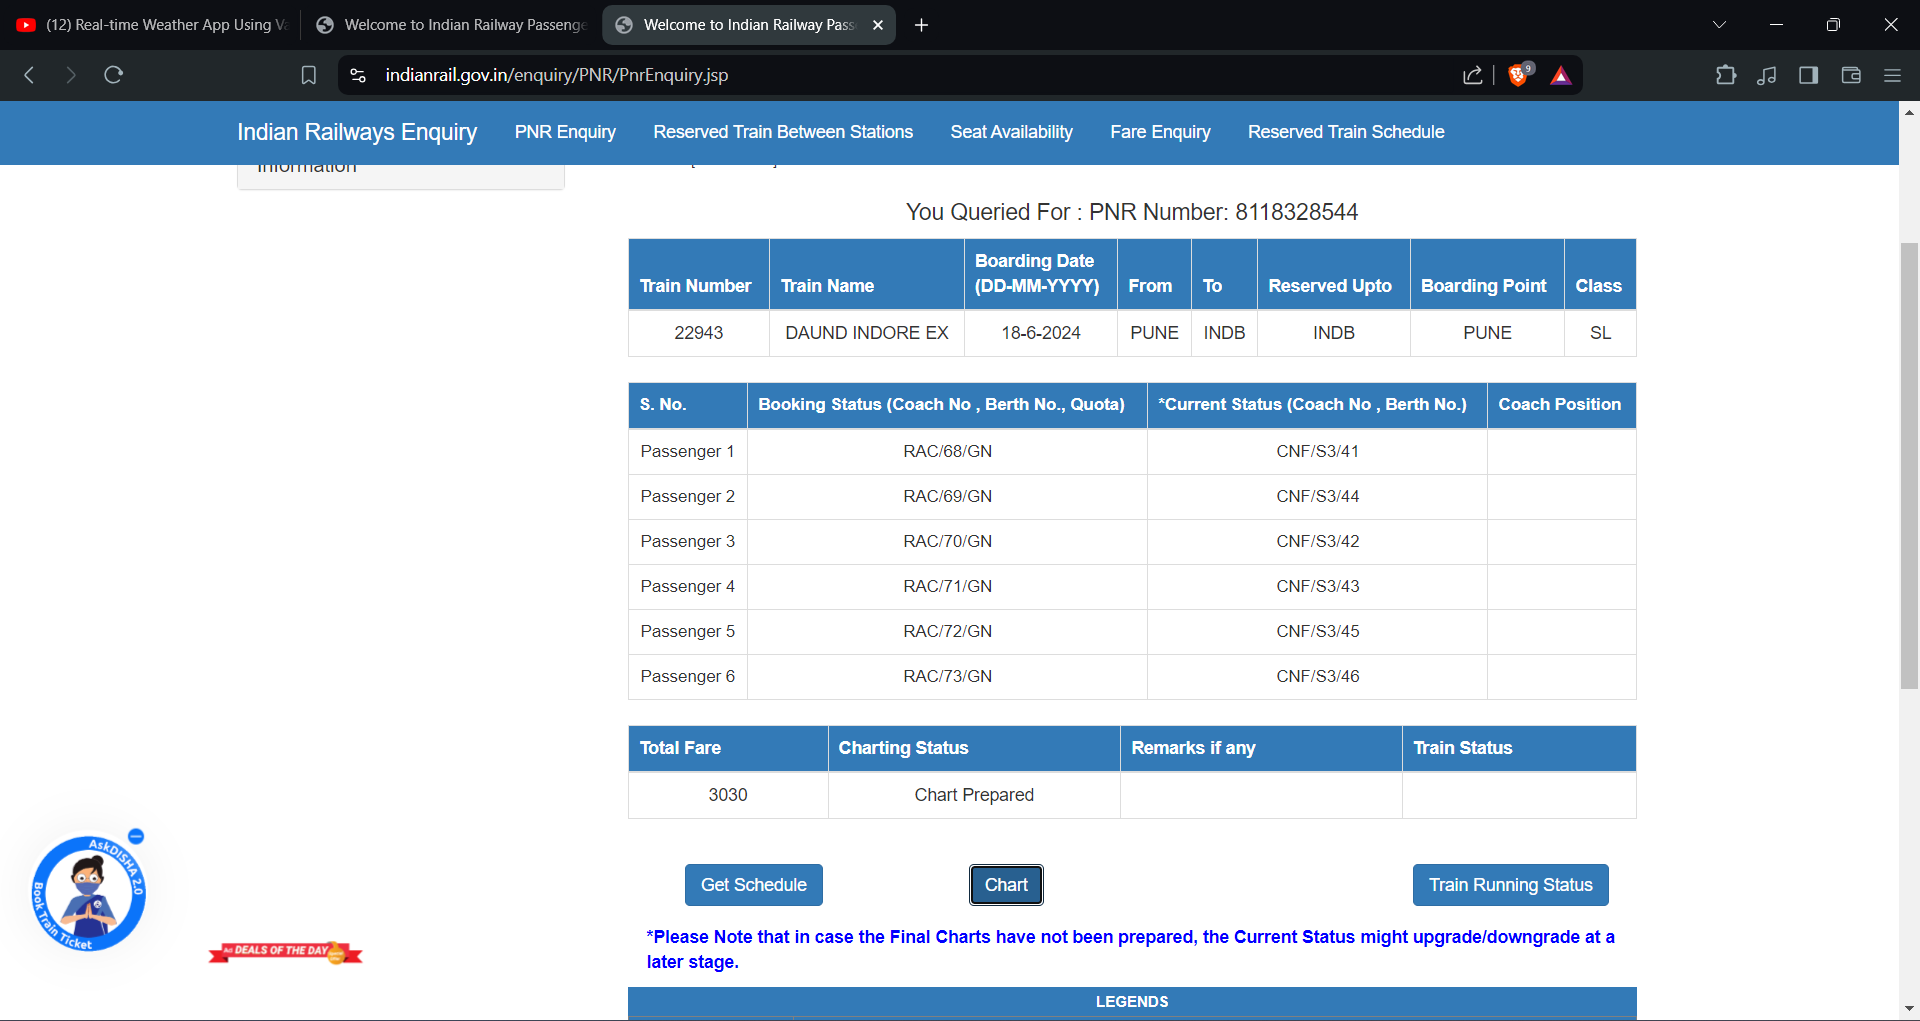 (12) Real-time Weather App Using Va
Welcome to Indian Railway Passenge
Welcome to Indian Railway Pass
indianrail.gov.in/enquiry/PNR/PnrEnquiry.jsp
9
Indian Railways Enquiry
PNR Enquiry
Reserved Train Between Stations
Seat Availability
Fare Enquiry
Reserved Train Schedule
Information
You Queried For : PNR Number: 8118328544
Train Number
Train Name
Boarding Date
(DD-MM-YYYY)
From
To
Reserved Upto
Boarding Point
Class
22943
DAUND INDORE EX
18-6-2024
PUNE
INDB
INDB
PUNE
SL
S. No.
Booking Status (Coach No , Berth No., Quota)
*Current Status (Coach No , Berth No.)
Coach Position
Passenger 1
RAC/68/GN
CNF/S3/41
Passenger 2
RAC/69/GN
CNF/S3/44
Passenger 3
RAC/70/GN
CNF/S3/42
Passenger 4
RAC/71/GN
CNF/S3/43
Passenger 5
RAC/72/GN
CNF/S3/45
Passenger 6
RAC/73/GN
CNF/S3/46
Total Fare
Charting Status
Remarks if any
Train Status
3030
Chart Prepared
Get Schedule
Chart
Train Running Status
*Please Note that in case the Final Charts have not been prepared, the Current Status might upgrade/downgrade at a
later stage.
LEGENDS
AskDISHA 2.0
Book Train Ticket
Ad DEALS OF THE DAY